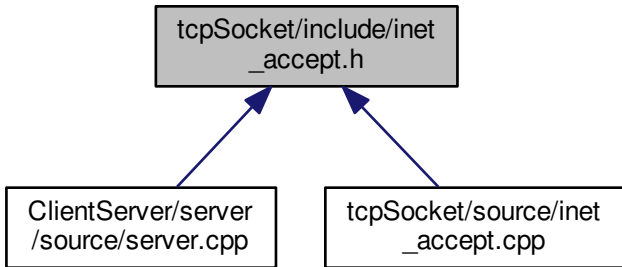 tcpSocket/include/inet
_accept.h
ClientServer/server
/source/server.cpp
tcpSocket/source/inet
_accept.cpp